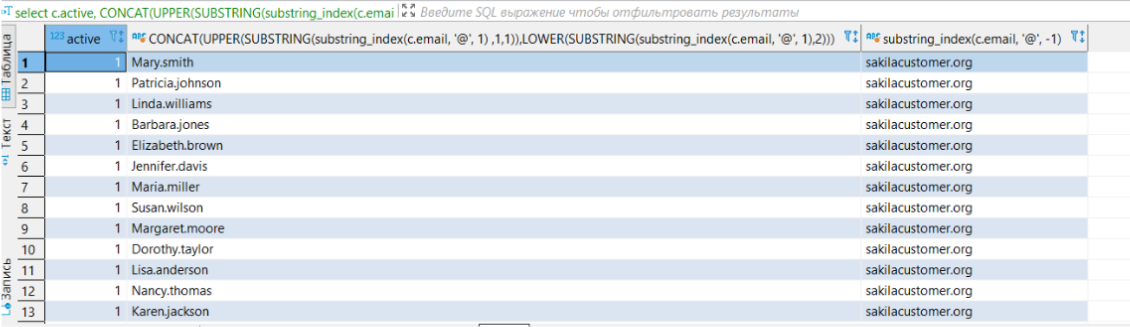 select c.active, CONCAT(UPPER(SUBSTRING(substring_index(c.emai Введите SQL выражение чтобы отфильтровать результаты
Таблица
Текст
Запись
123 active ABC CONCAT(UPPER(SUBSTRING(substring_index(c.email, '@', 1) ,1,1)),LOWER(SUBSTRING(substring_index(c.email, '@', 1),2))) ABC substring_index(c.email, '@', -1)
1 1 Mary.smith sakilacustomer.org
2 1 Patricia.johnson sakilacustomer.org
3 1 Linda.williams sakilacustomer.org
4 1 Barbara.jones sakilacustomer.org
5 1 Elizabeth.brown sakilacustomer.org
6 1 Jennifer.davis sakilacustomer.org
7 1 Maria.miller sakilacustomer.org
8 1 Susan.wilson sakilacustomer.org
9 1 Margaret.moore sakilacustomer.org
10 1 Dorothy.taylor sakilacustomer.org
11 1 Lisa.anderson sakilacustomer.org
12 1 Nancy.thomas sakilacustomer.org
13 1 Karen.jackson sakilacustomer.org